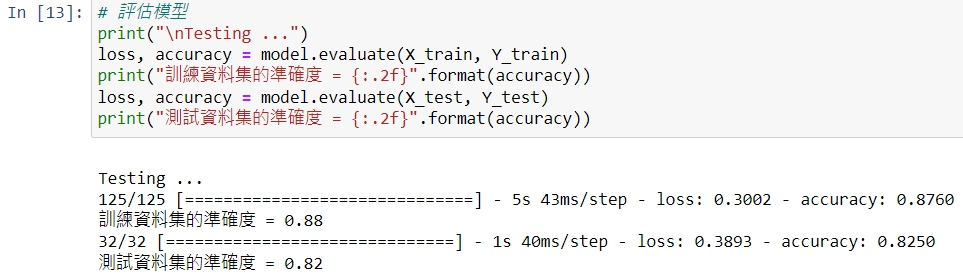 In [13]: # 評估模型
print("\nTesting ...")
loss, accuracy = model.evaluate(X_train, Y_train)
print("訓練資料集的準確度 = {:.2f}".format(accuracy))
loss, accuracy = model.evaluate(X_test, Y_test)
print("測試資料集的準確度 = {:.2f}".format(accuracy))
Testing ...
125/125 [==============================] - 5s 43ms/step - loss: 0.3002 - accuracy: 0.8760
訓練資料集的準確度 = 0.88
32/32 [==============================] - 1s 40ms/step - loss: 0.3893 - accuracy: 0.8250
測試資料集的準確度 = 0.82